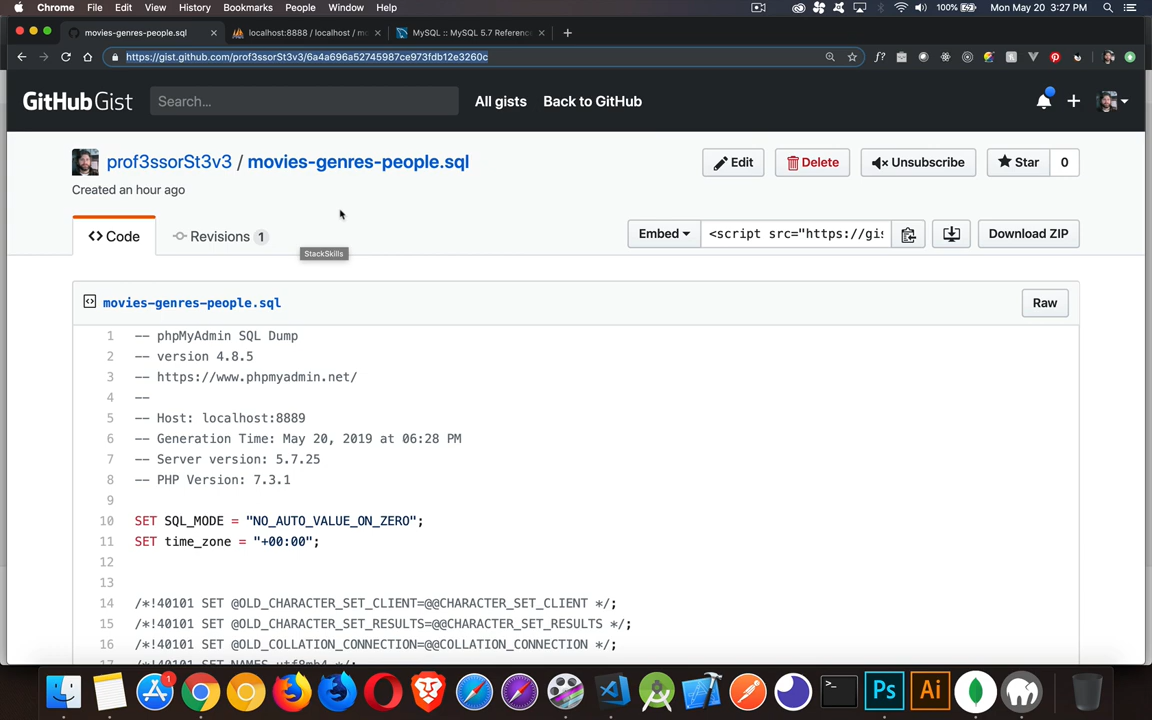 Chrome File Edit View History Bookmarks People Window Help 100% Mon May 20 3:27 PM
movies-genres-people.sql localhost:8888 / localhost / mo MySQL :: MySQL 5.7 Referenc
https://gist.github.com/prof3ssorSt3v3/6a4a696a52745987ce973fdb12e3260c
GitHub Gist Search... All gists Back to GitHub
prof3ssorSt3v3 / movies-genres-people.sql Edit Delete Unsubscribe Star 0
Created an hour ago
Code Revisions 1 Embed <script src="https://gis Download ZIP
StackSkills
movies-genres-people.sql Raw
1 -- phpMyAdmin SQL Dump
2 -- version 4.8.5
3 -- https://www.phpmyadmin.net/
4 --
5 -- Host: localhost:8889
6 -- Generation Time: May 20, 2019 at 06:28 PM
7 -- Server version: 5.7.25
8 -- PHP Version: 7.3.1
9
10 SET SQL_MODE = "NO_AUTO_VALUE_ON_ZERO";
11 SET time_zone = "+00:00";
12
13
14 /*!40101 SET @OLD_CHARACTER_SET_CLIENT=@@CHARACTER_SET_CLIENT */;
15 /*!40101 SET @OLD_CHARACTER_SET_RESULTS=@@CHARACTER_SET_RESULTS */;
16 /*!40101 SET @OLD_COLLATION_CONNECTION=@@COLLATION_CONNECTION */;
17 /*!40101 SET NAMES utf8mb4 */;
1
Ps Ai